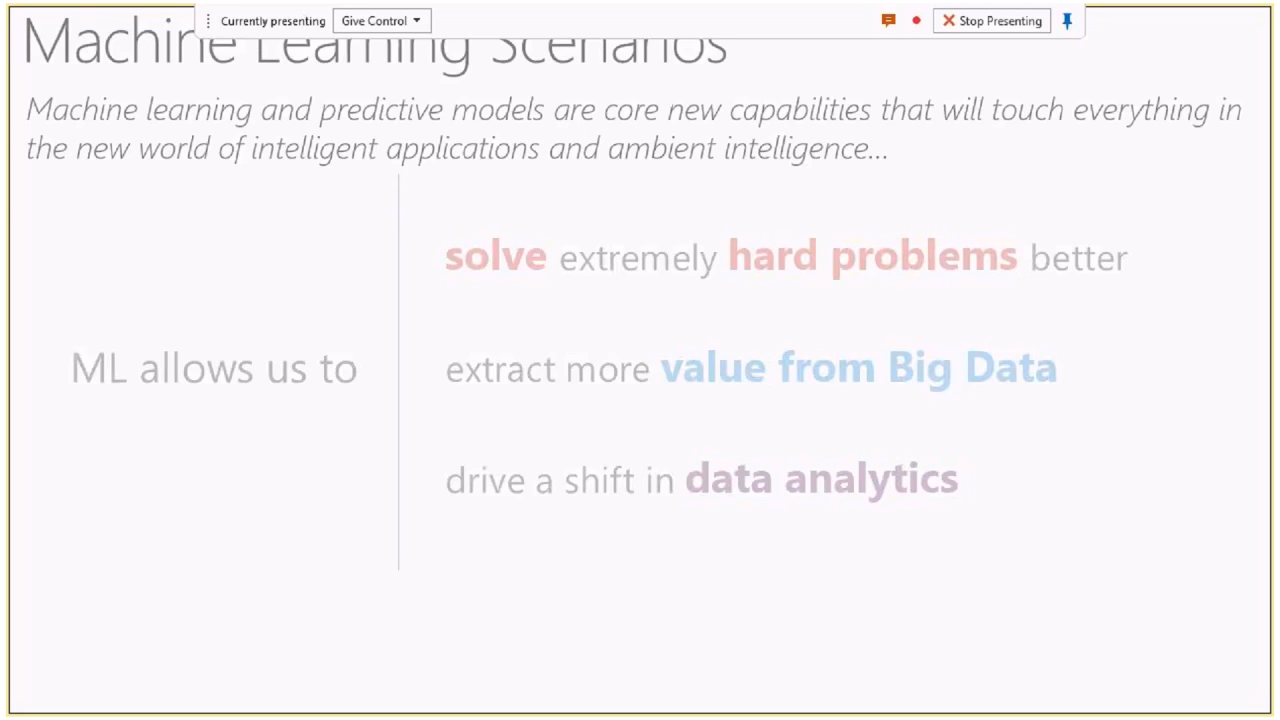 Currently presenting Give Control Stop Presenting
Machine Learning Scenarios
Machine learning and predictive models are core new capabilities that will touch everything in
the new world of intelligent applications and ambient intelligence...
solve extremely hard problems better
ML allows us to
extract more value from Big Data
drive a shift in data analytics